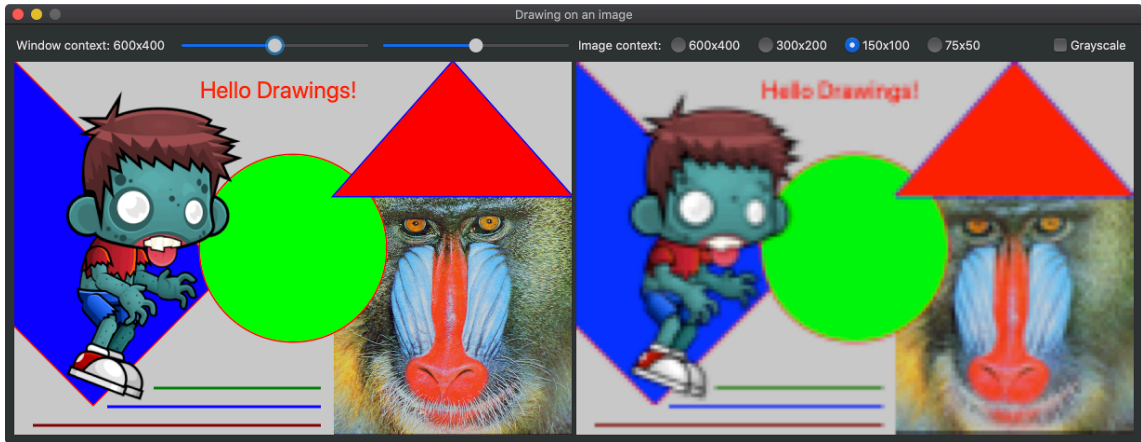 Drawing on an image
Window context: 600x400
Image context: 600x400 300x200 150x100 75x50 Grayscale
Hello Drawings!
Hello Drawings!